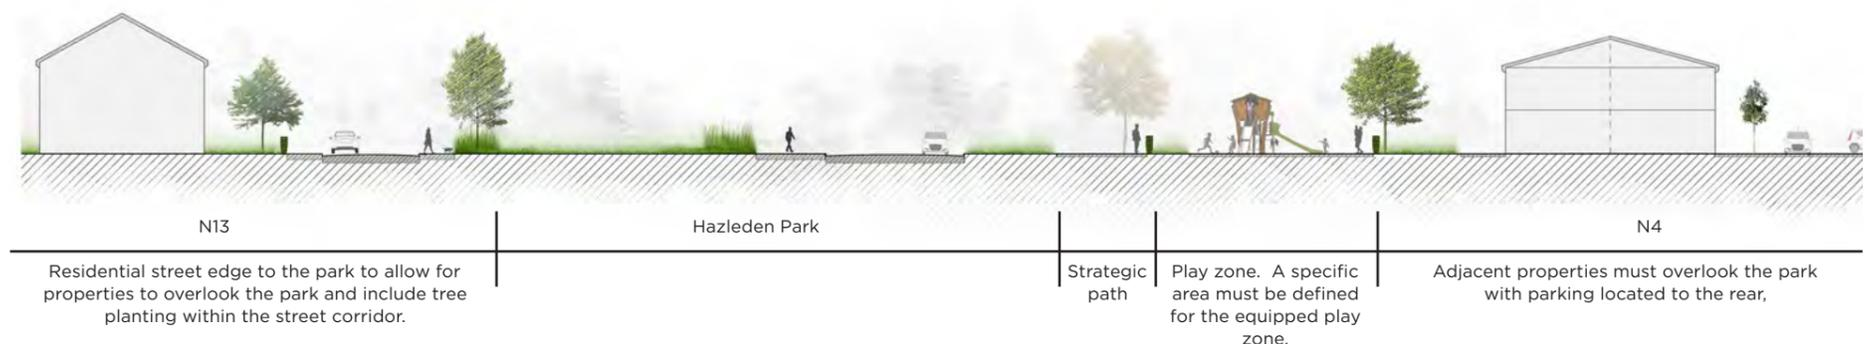 N13
Hazleden Park
N4
Residential street edge to the park to allow for
properties to overlook the park and include tree
planting within the street corridor.
Strategic
path
Play zone.  A specific
area must be defined
for the equipped play
zone.
Adjacent properties must overlook the park
with parking located to the rear,